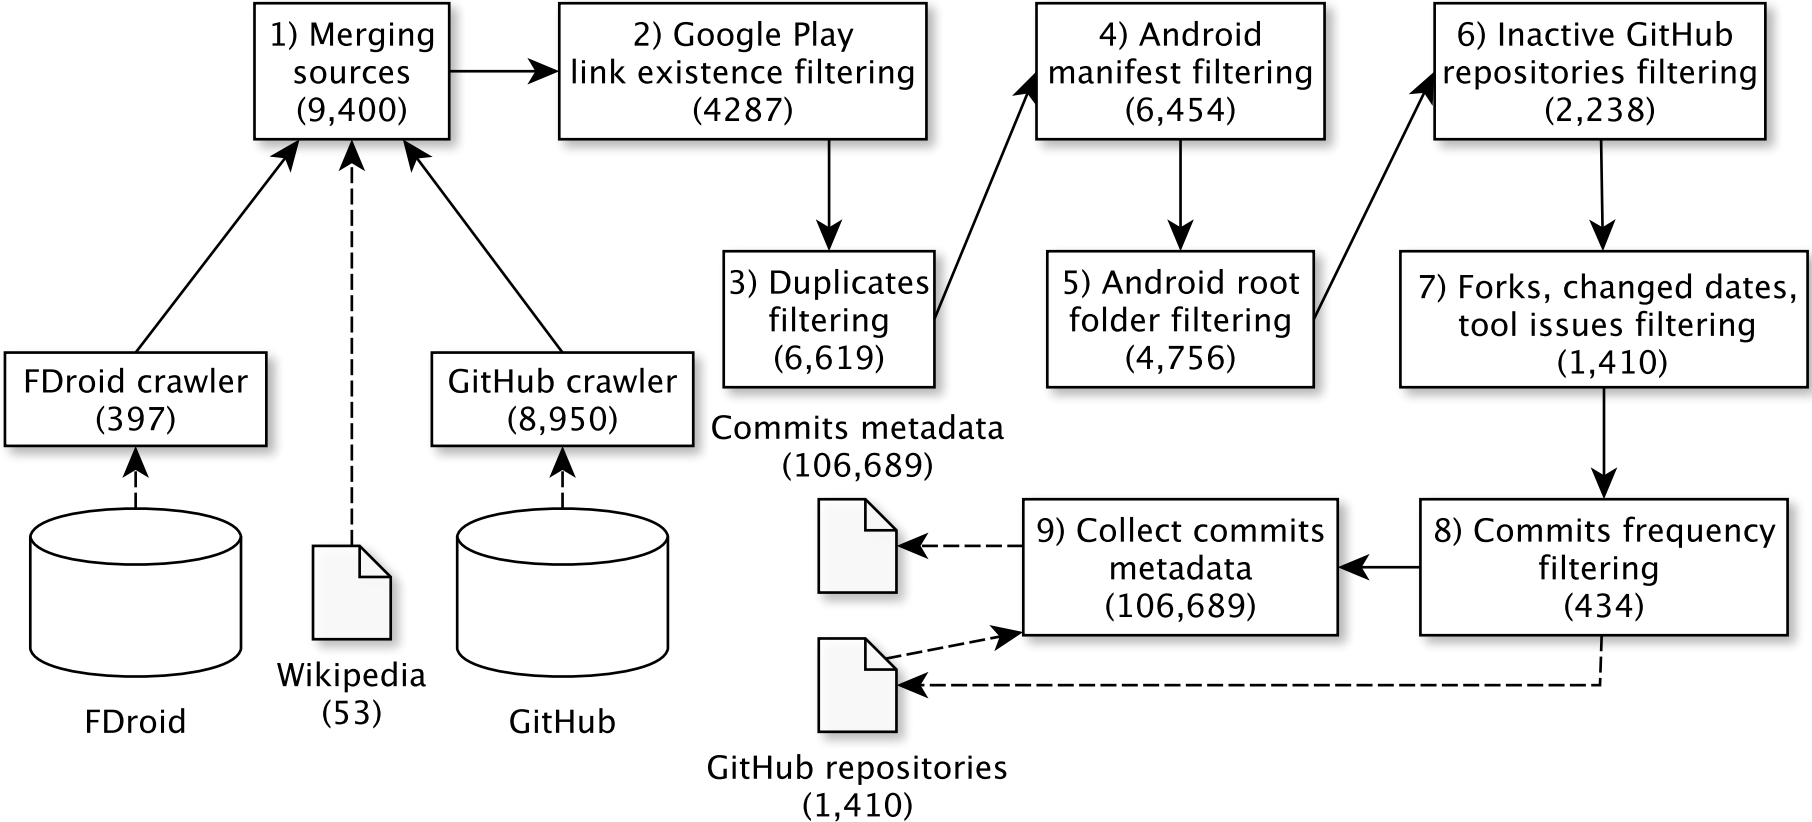 1) Merging
sources
(9,400)
2) Google Play
link existence filtering
(4287)
4) Android
manifest filtering
(6,454)
6) Inactive GitHub
repositories filtering
(2,238)
3) Duplicates
filtering
(6,619)
5) Android root
folder filtering
(4,756)
7) Forks, changed dates,
tool issues filtering
(1,410)
FDroid crawler
(397)
GitHub crawler
(8,950)
Commits metadata
(106,689)
9) Collect commits
metadata
(106,689)
8) Commits frequency
filtering
(434)
Wikipedia
(53)
FDroid
GitHub
GitHub repositories
(1,410)